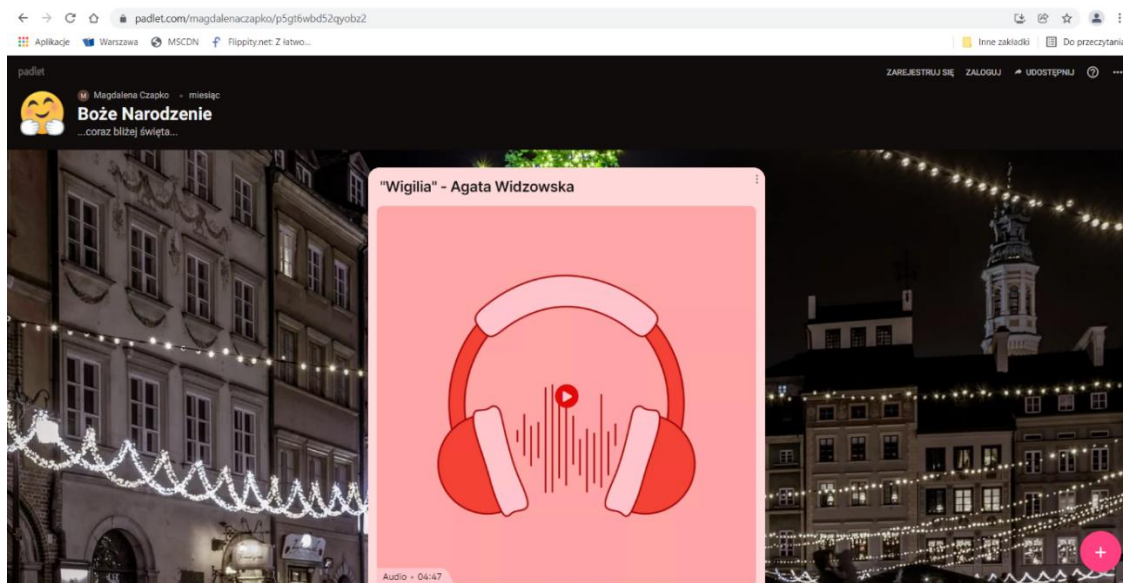 padlet.com/magdalenaczapko/p5gt6wbd52qyobz2
Aplikacje Warszawa MSCDN Flippity.net: Z łatwo... Inne zakładki Do przeczytania
padlet ZAREJESTRUJ SIĘ ZALOGUJ UDOSTĘPNIJ
M Magdalena Czapko • miesiąc
Boże Narodzenie
...coraz bliżej święta...
"Wigilia" - Agata Widzowska
Audio • 04:47